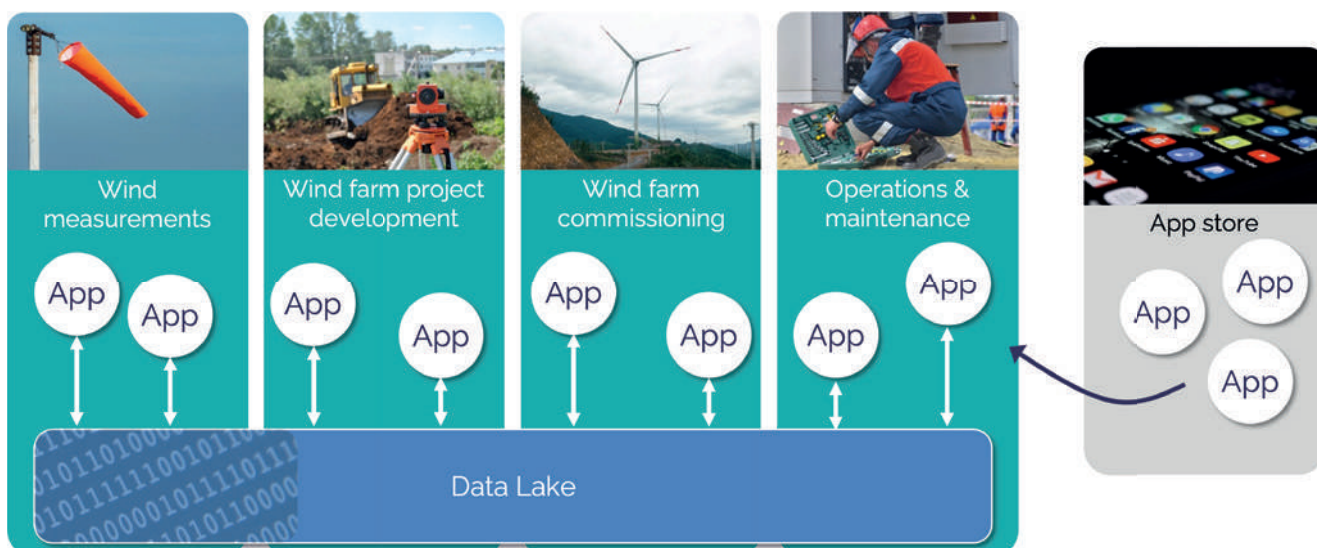 Wind
measurements
Wind farm project
development
Wind farm
commissioning
Operations &
maintenance
App store
App
App
App
App
App
App
App
App
App
App
App
Data Lake